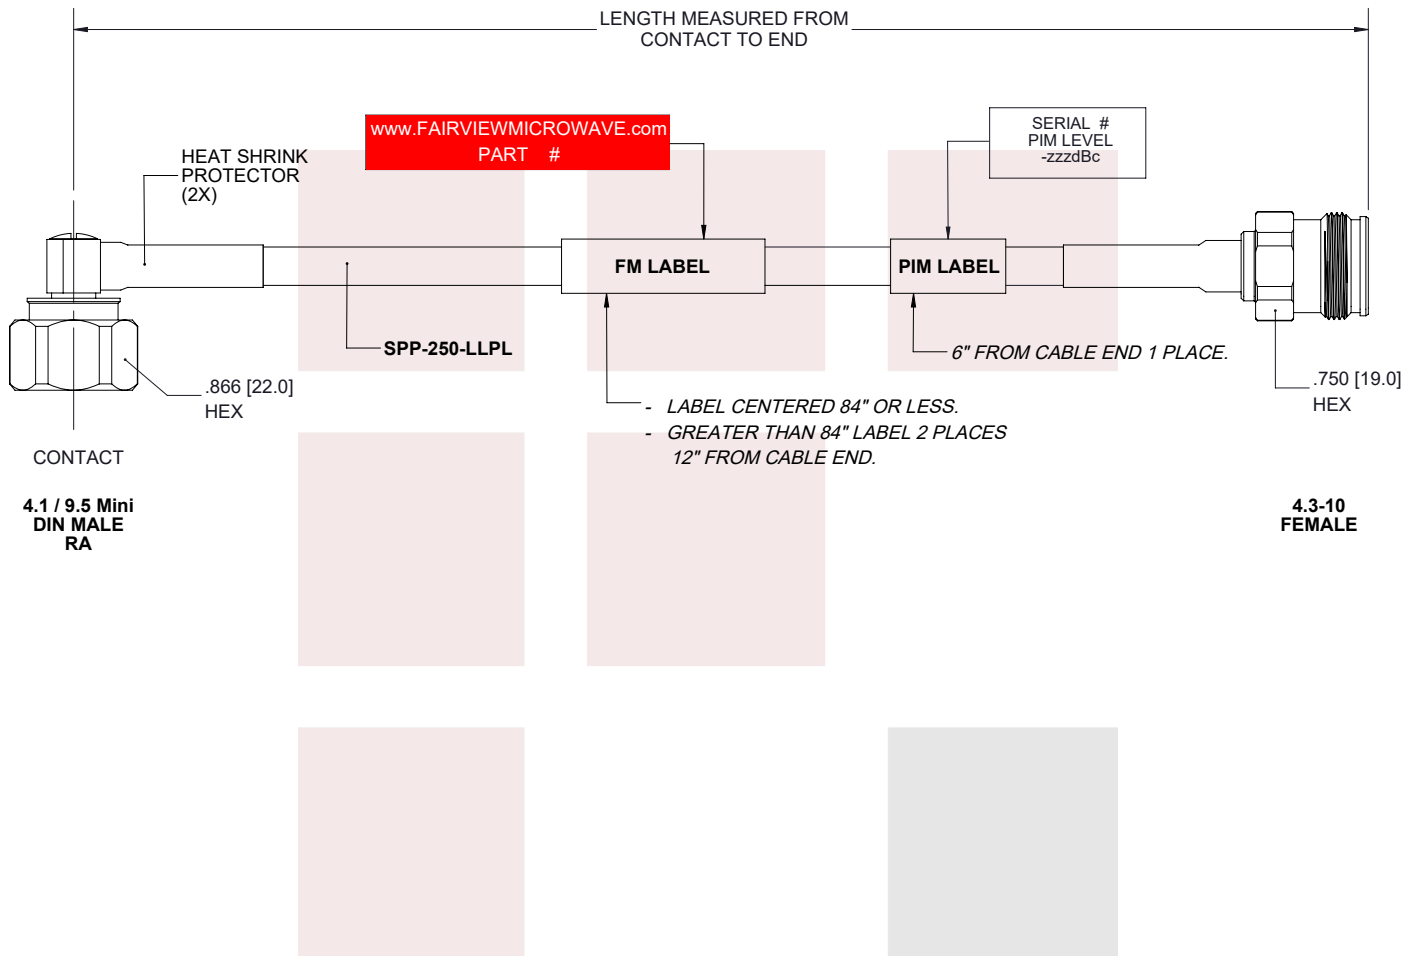 LENGTH MEASURED FROM
CONTACT TO END
www.FAIRVIEWMICROWAVE.com
PART #
SERIAL #
PIM LEVEL
-zzzdBc
HEAT SHRINK
PROTECTOR
(2X)
FM LABEL
PIM LABEL
SPP-250-LLPL
6" FROM CABLE END 1 PLACE.
.866 [22.0]
HEX
.750 [19.0]
HEX
- LABEL CENTERED 84" OR LESS.
- GREATER THAN 84" LABEL 2 PLACES
12" FROM CABLE END.
CONTACT
4.1 / 9.5 Mini
DIN MALE
RA
4.3-10
FEMALE